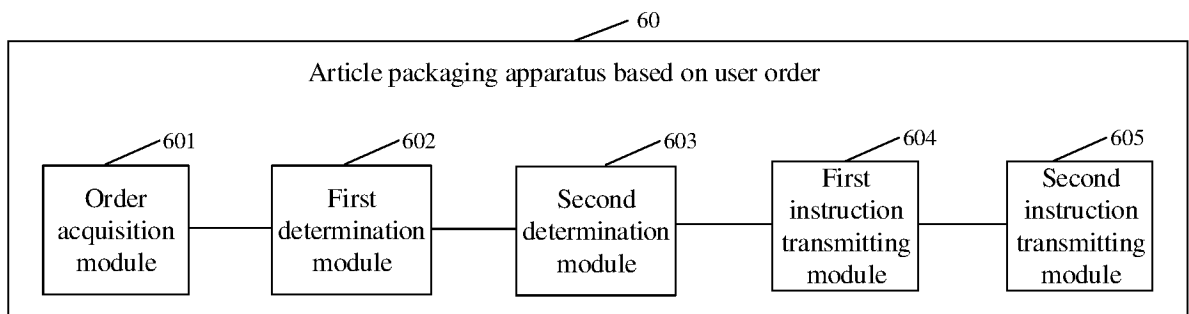 60
Article packaging apparatus based on user order
601
602
603
604
605
Order
acquisition
module
First
determination
module
Second
determination
module
First
instruction
transmitting
module
Second
instruction
transmitting
module